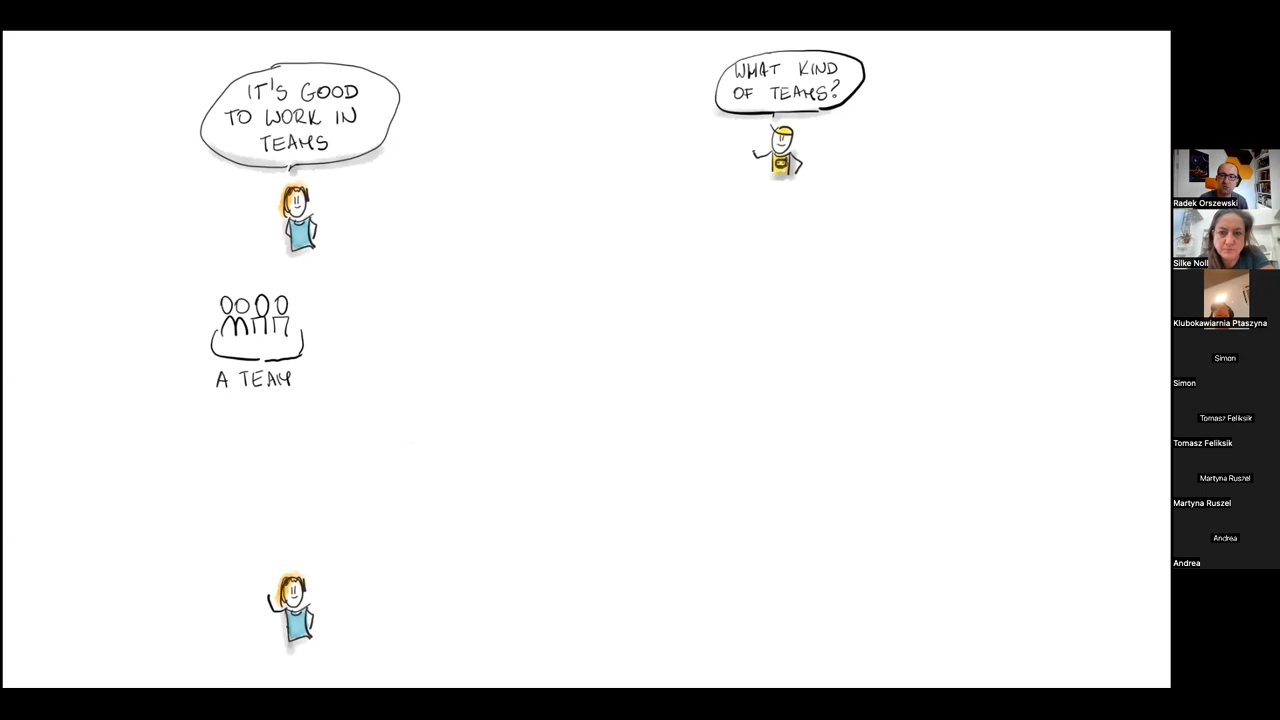 IT'S GOOD
TO WORK IN
TEAMS
WHAT KIND
OF TEAMS?
A TEAM
Radek Orszewski
Silke Noll
Klubokawiarnia Ptaszyna
Simon
Simon
Tomasz Feliksik
Tomasz Feliksik
Martyna Ruszel
Martyna Ruszel
Andrea
Andrea